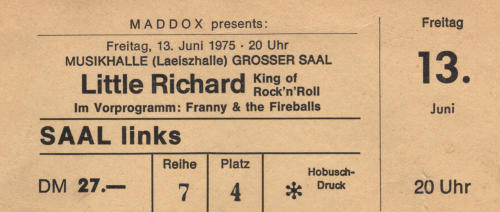 MADDOX presents:
Freitag, 13. Juni 1975 · 20 Uhr
MUSIKHALLE (Laeiszhalle) GROSSER SAAL
Little Richard King of Rock'n'Roll
Im Vorprogramm: Franny & the Fireballs
SAAL links
DM 27.—
Reihe
7
Platz
4
Hobusch-
Druck
Freitag
13.
Juni
20 Uhr